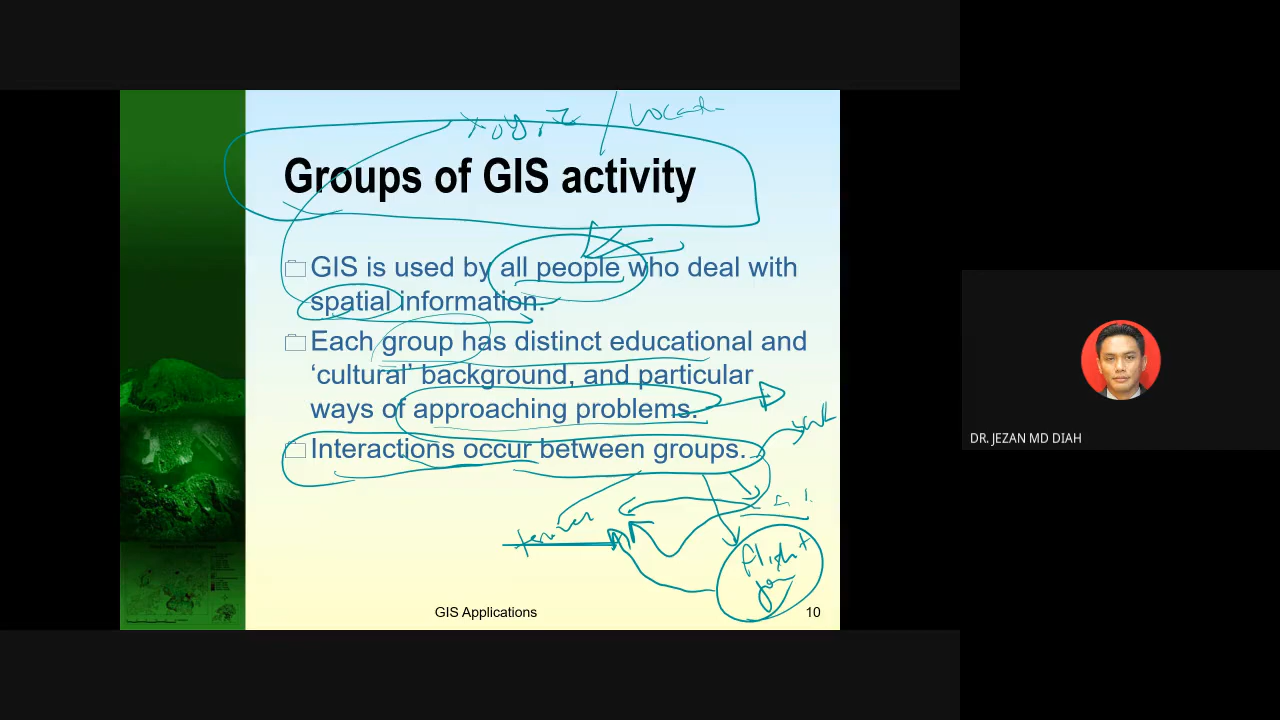 x, y, z
Groups of GIS activity
GIS is used by all people who deal with
spatial information.
Each group has distinct educational and
‘cultural’ background, and particular
ways of approaching problems.
Interactions occur between groups.
flight
GIS Applications
10
DR. JEZAN MD DIAH